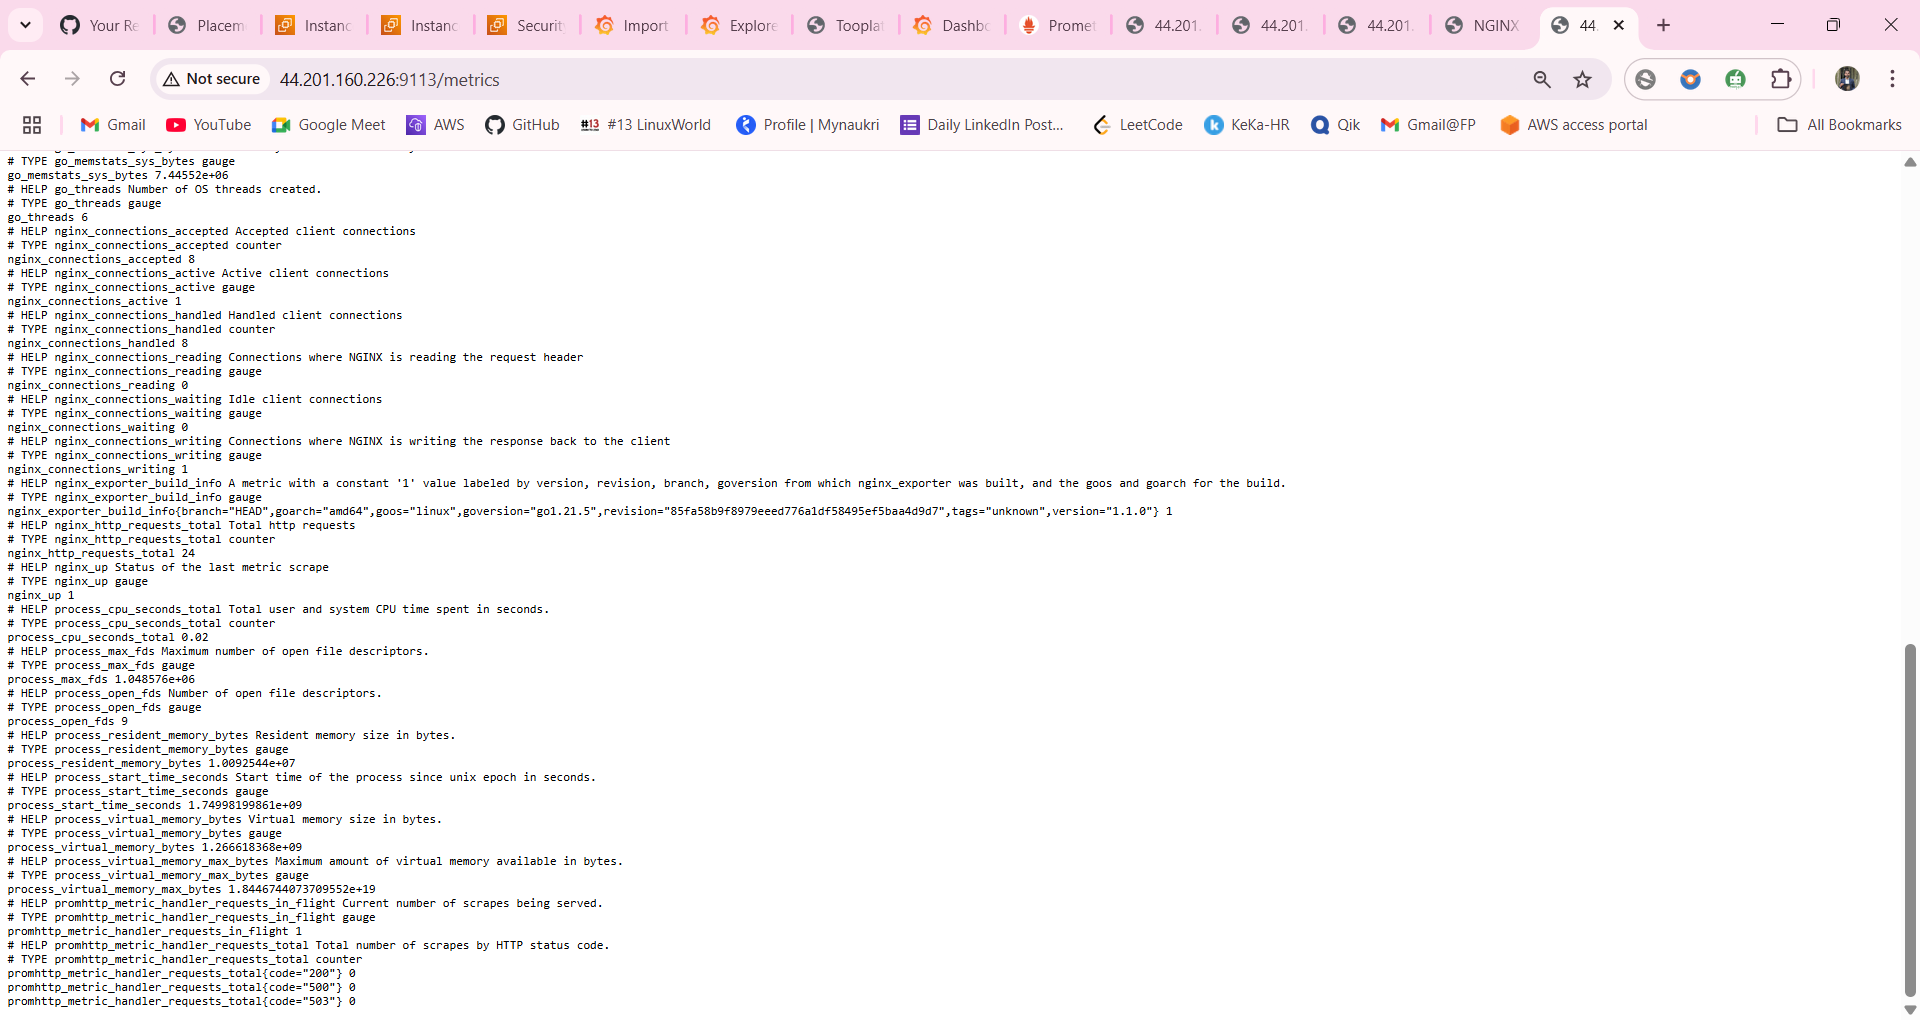 Your Re
Placem
Instanc
Instanc
Securit
Import
Explore
Tooplat
Dashbo
Promet
44.201.
44.201.
44.201.
NGINX
44.
Not secure
44.201.160.226:9113/metrics
Gmail
YouTube
Google Meet
AWS
GitHub
#13 #13 LinuxWorld
Profile | Mynaukri
Daily LinkedIn Post...
LeetCode
KeKa-HR
Qik
Gmail@FP
AWS access portal
All Bookmarks
# TYPE go_memstats_sys_bytes gauge
go_memstats_sys_bytes 7.44552e+06
# HELP go_threads Number of OS threads created.
# TYPE go_threads gauge
go_threads 6
# HELP nginx_connections_accepted Accepted client connections
# TYPE nginx_connections_accepted counter
nginx_connections_accepted 8
# HELP nginx_connections_active Active client connections
# TYPE nginx_connections_active gauge
nginx_connections_active 1
# HELP nginx_connections_handled Handled client connections
# TYPE nginx_connections_handled counter
nginx_connections_handled 8
# HELP nginx_connections_reading Connections where NGINX is reading the request header
# TYPE nginx_connections_reading gauge
nginx_connections_reading 0
# HELP nginx_connections_waiting Idle client connections
# TYPE nginx_connections_waiting gauge
nginx_connections_waiting 0
# HELP nginx_connections_writing Connections where NGINX is writing the response back to the client
# TYPE nginx_connections_writing gauge
nginx_connections_writing 1
# HELP nginx_exporter_build_info A metric with a constant '1' value labeled by version, revision, branch, goversion from which nginx_exporter was built, and the goos and goarch for the build.
# TYPE nginx_exporter_build_info gauge
nginx_exporter_build_info{branch="HEAD",goarch="amd64",goos="linux",goversion="go1.21.5",revision="85fa58b9f8979eeed776a1df58495ef5baa4d9d7",tags="unknown",version="1.1.0"} 1
# HELP nginx_http_requests_total Total http requests
# TYPE nginx_http_requests_total counter
nginx_http_requests_total 24
# HELP nginx_up Status of the last metric scrape
# TYPE nginx_up gauge
nginx_up 1
# HELP process_cpu_seconds_total Total user and system CPU time spent in seconds.
# TYPE process_cpu_seconds_total counter
process_cpu_seconds_total 0.02
# HELP process_max_fds Maximum number of open file descriptors.
# TYPE process_max_fds gauge
process_max_fds 1.048576e+06
# HELP process_open_fds Number of open file descriptors.
# TYPE process_open_fds gauge
process_open_fds 9
# HELP process_resident_memory_bytes Resident memory size in bytes.
# TYPE process_resident_memory_bytes gauge
process_resident_memory_bytes 1.0092544e+07
# HELP process_start_time_seconds Start time of the process since unix epoch in seconds.
# TYPE process_start_time_seconds gauge
process_start_time_seconds 1.74998199861e+09
# HELP process_virtual_memory_bytes Virtual memory size in bytes.
# TYPE process_virtual_memory_bytes gauge
process_virtual_memory_bytes 1.266618368e+09
# HELP process_virtual_memory_max_bytes Maximum amount of virtual memory available in bytes.
# TYPE process_virtual_memory_max_bytes gauge
process_virtual_memory_max_bytes 1.8446744073709552e+19
# HELP promhttp_metric_handler_requests_in_flight Current number of scrapes being served.
# TYPE promhttp_metric_handler_requests_in_flight gauge
promhttp_metric_handler_requests_in_flight 1
# HELP promhttp_metric_handler_requests_total Total number of scrapes by HTTP status code.
# TYPE promhttp_metric_handler_requests_total counter
promhttp_metric_handler_requests_total{code="200"} 0
promhttp_metric_handler_requests_total{code="500"} 0
promhttp_metric_handler_requests_total{code="503"} 0